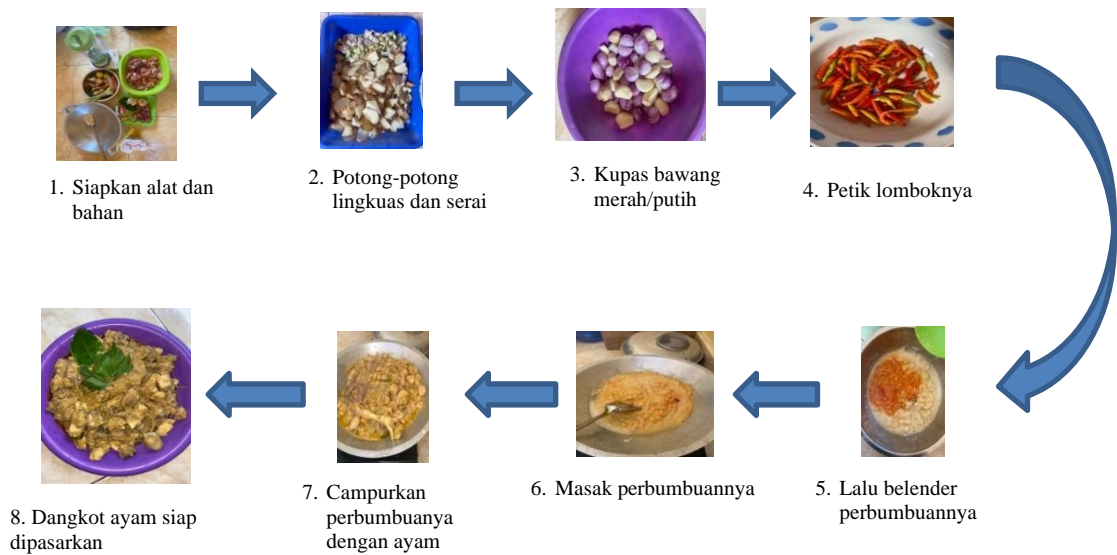 1. Siapkan alat dan
bahan
2. Potong-potong
lingkuas dan serai
3. Kupas bawang
merah/putih
4. Petik lomboknya
5. Lalu belender
perbumbuannya
6. Masak perbumbuannya
7. Campurkan
perbumbuanya
dengan ayam
8. Dangkot ayam siap
dipasarkan